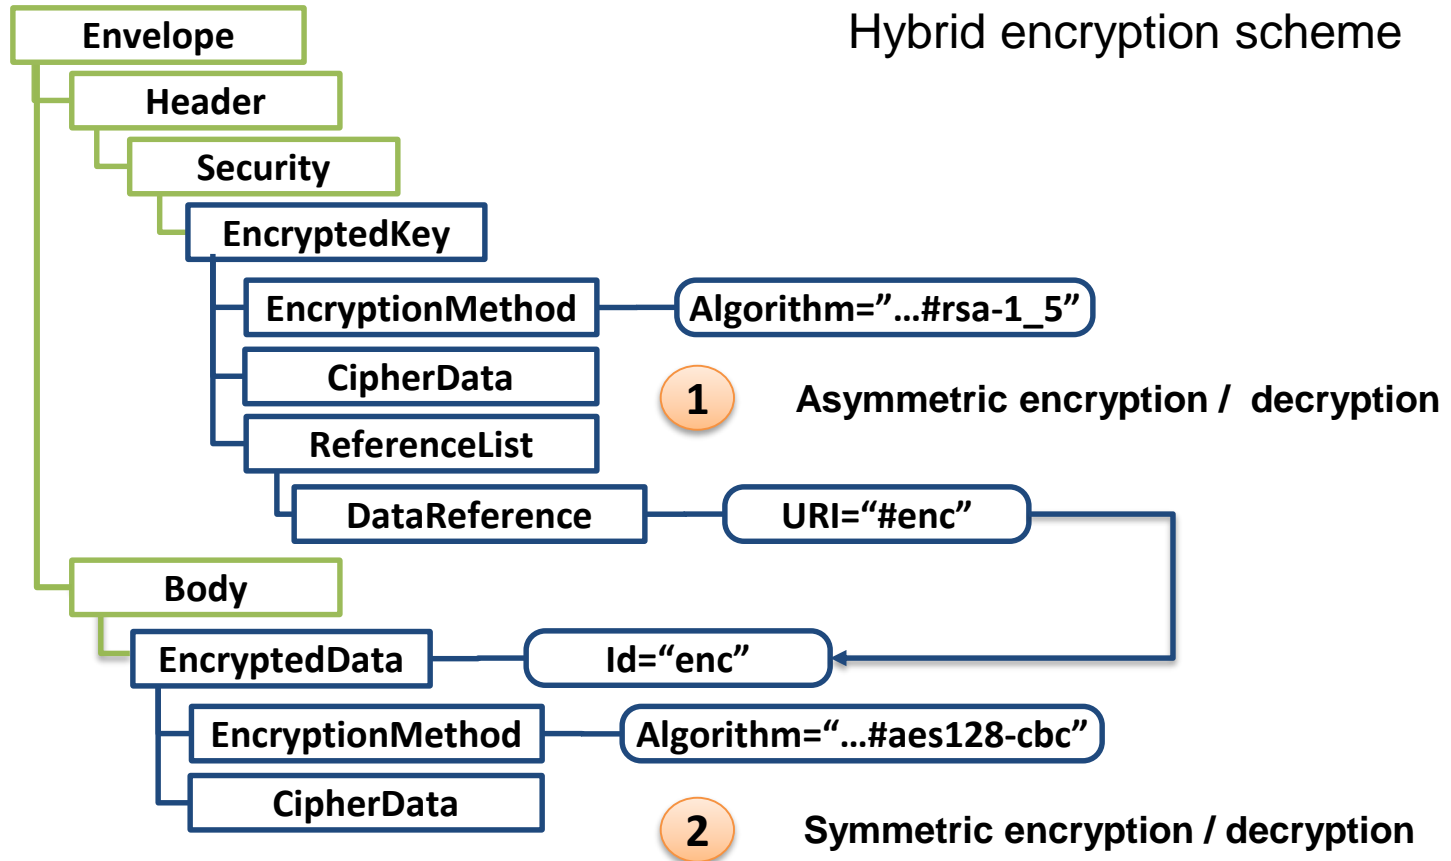 Hybrid encryption scheme
Envelope
Header
Security
EncryptedKey
EncryptionMethod
Algorithm=”...#rsa-1_5”
CipherData
1
Asymmetric encryption / decryption
ReferenceList
DataReference
URI=“#enc”
Body
EncryptedData
Id=“enc”
EncryptionMethod
Algorithm=“...#aes128-cbc”
CipherData
2
Symmetric encryption / decryption